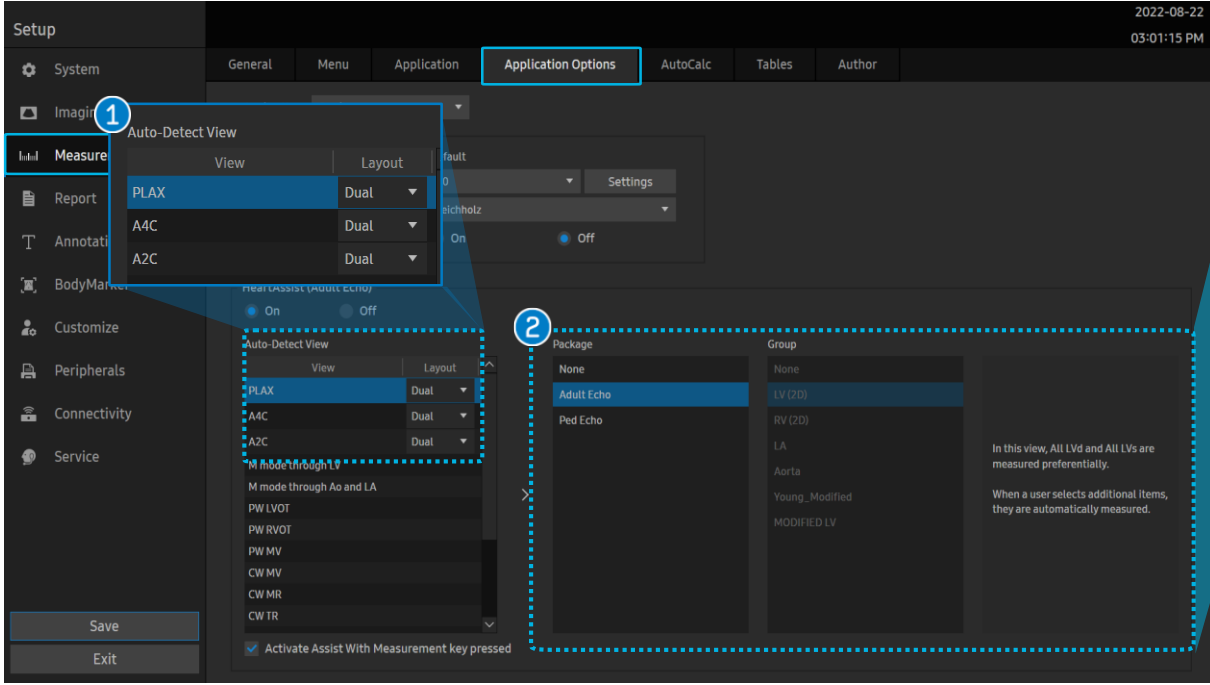 2022-08-22
Setup
03:01:15 PM
System
General Menu Application Application Options AutoCalc Tables Author
Imagin
1
Auto-Detect View
Measure
View Layout
fault
PLAX Dual
0 Settings
Report
eichholz
A4C Dual
Annotati
On Off
A2C Dual
BodyMarker
HeartAssist (Adult Echo)
On Off
Customize
2
Auto-Detect View
Package
Group
View Layout
None
None
Peripherals
PLAX Dual
Adult Echo
LV (2D)
Connectivity
A4C Dual
Ped Echo
RV (2D)
A2C Dual
LA
Service
M mode through LV
Aorta
In this view, All LVd and All LVs are
measured preferentially.
M mode through Ao and LA
Young_Modified
When a user selects additional items,
they are automatically measured.
PW LVOT
MODIFIED LV
PW RVOT
PW MV
CW MV
CW MR
CW TR
Save
Activate Assist With Measurement key pressed
Exit